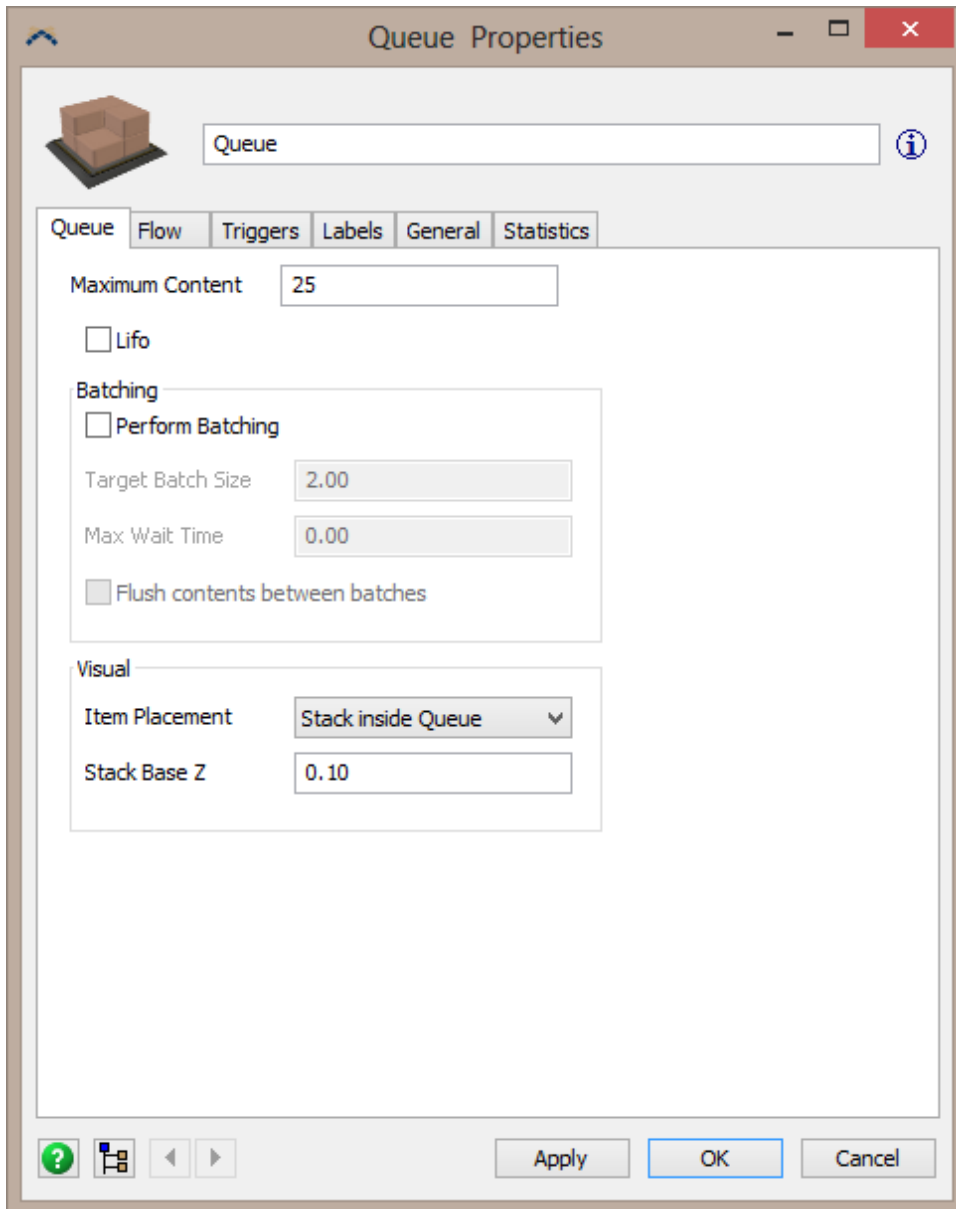 Queue Properties
Queue
Queue Flow Triggers Labels General Statistics
Maximum Content 25
Lifo
Batching
Perform Batching
Target Batch Size 2.00
Max Wait Time 0.00
Flush contents between batches
Visual
Item Placement Stack inside Queue
Stack Base Z 0.10
Apply OK Cancel